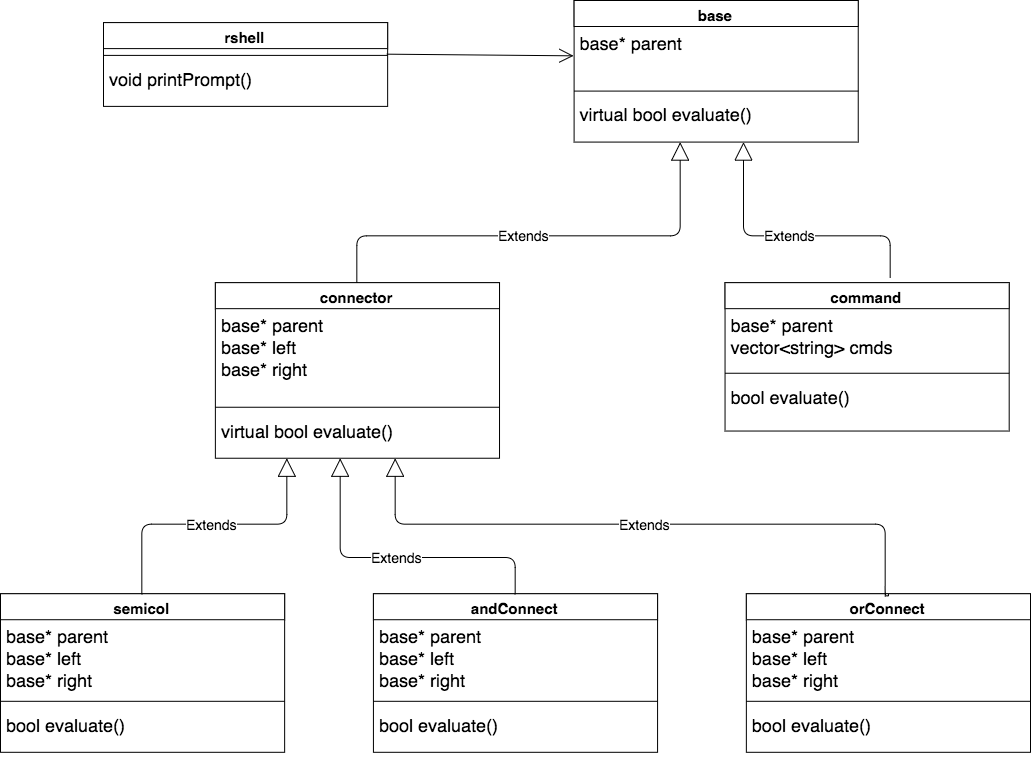 rshell
void printPrompt()
base
base* parent
virtual bool evaluate()
Extends
Extends
connector
base* parent
base* left
base* right
virtual bool evaluate()
command
base* parent
vector<string> cmds
bool evaluate()
Extends
Extends
Extends
semicol
base* parent
base* left
base* right
bool evaluate()
andConnect
base* parent
base* left
base* right
bool evaluate()
orConnect
base* parent
base* left
base* right
bool evaluate()